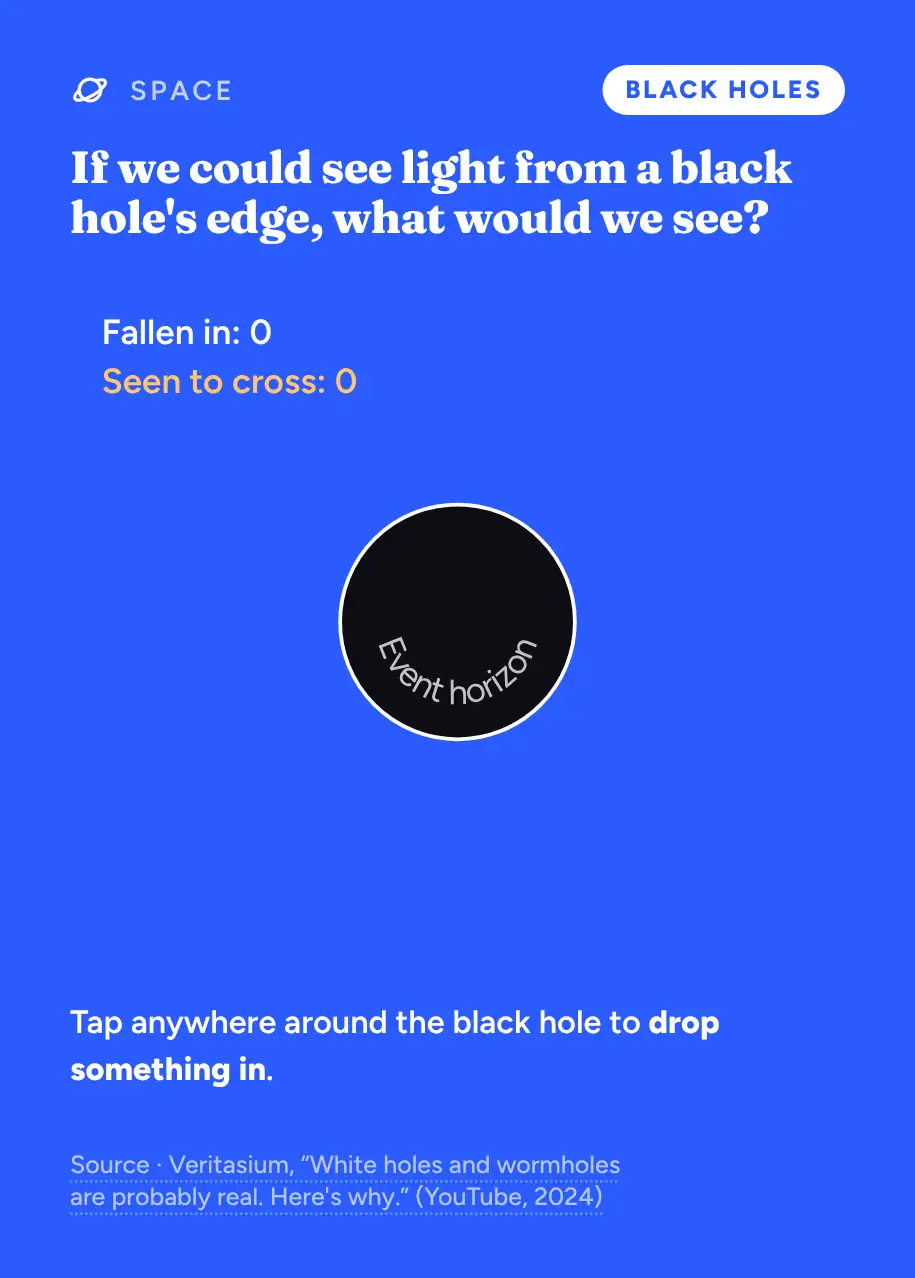 SPACE
BLACK HOLES
If we could see light from a black
hole's edge, what would we see?
Fallen in: 0
Seen to cross: 0
Event horizon
Tap anywhere around the black hole to drop
something in.
Source · Veritasium, “White holes and wormholes
are probably real. Here's why.” (YouTube, 2024)